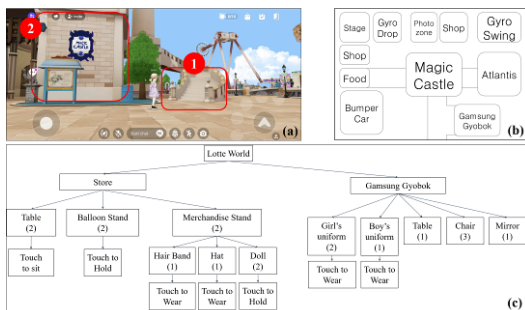 2
1
MAGIC
CASTLE
(a)
Stage
Gyro
Drop
Photo
zone
Shop
Gyro
Swing
Shop
Food
Magic
Castle
Atlantis
Bumper
Car
Gamsung
Gyobok
(b)
Lotte World
Store
Gamsung Gyobok
Table
(2)
Balloon Stand
(2)
Merchandise Stand
(2)
Girl's
uniform
(2)
Boy's
uniform
(1)
Table
(1)
Chair
(3)
Mirror
(1)
Touch
to sit
Touch to
Hold
Hair Band
(1)
Hat
(1)
Doll
(2)
Touch to
Wear
Touch to
Wear
Touch to
Wear
Touch to
Wear
Touch to
Hold
(c)